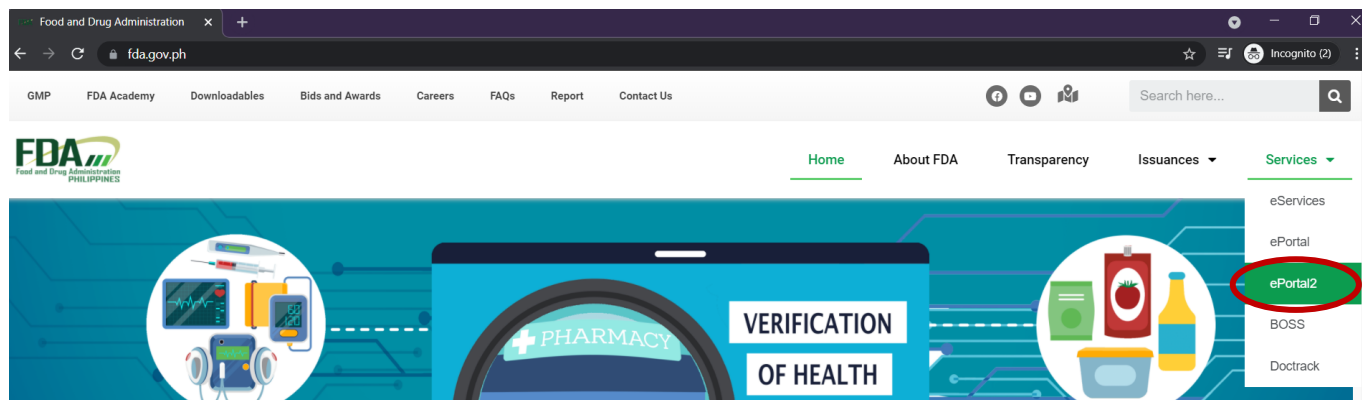 Food and Drug Administration
fda.gov.ph
Incognito (2)
GMP FDA Academy Downloadables Bids and Awards Careers FAQs Report Contact Us
Search here...
FDA
Food and Drug Administration
PHILIPPINES
Home About FDA Transparency Issuances Services
eServices
ePortal
ePortal2
BOSS
Doctrack
PHARMACY
VERIFICATION
OF HEALTH
60
120